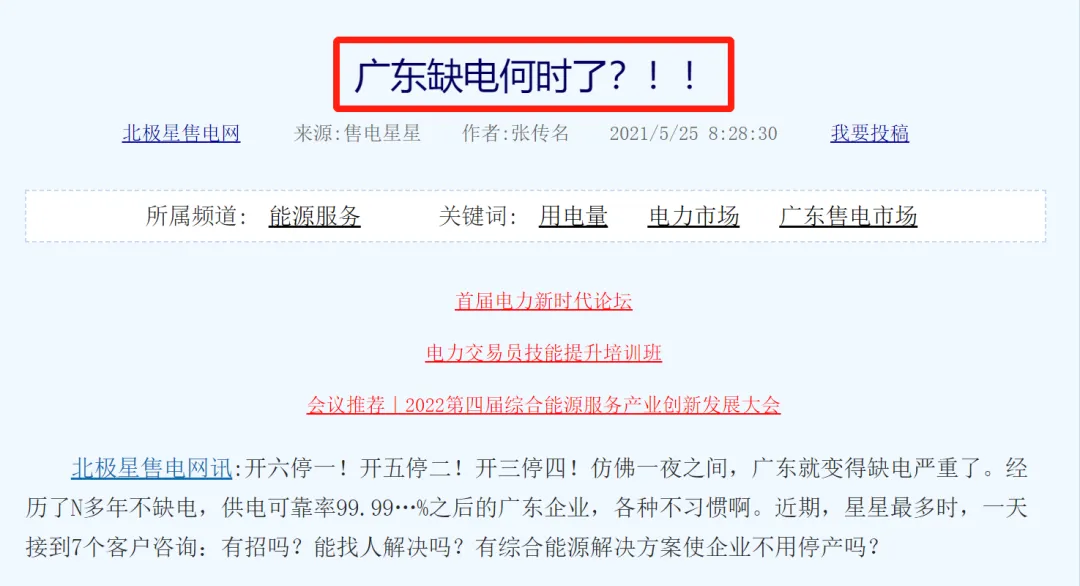 广东缺电何时了？！！
北极星售电网 来源:售电星星 作者:张传名 2021/5/25 8:28:30 我要投稿
所属频道: 能源服务 关键词: 用电量 电力市场 广东售电市场
首届电力新时代论坛
电力交易员技能提升培训班
会议推荐｜2022第四届综合能源服务产业创新发展大会
北极星售电网讯:开六停一！开五停二！开三停四！仿佛一夜之间，广东就变得缺电严重了。经
历了N多年不缺电，供电可靠率99.99…%之后的广东企业，各种不习惯啊。近期，星星最多时，一天
接到7个客户咨询：有招吗？能找人解决吗？有综合能源解决方案使企业不用停产吗？